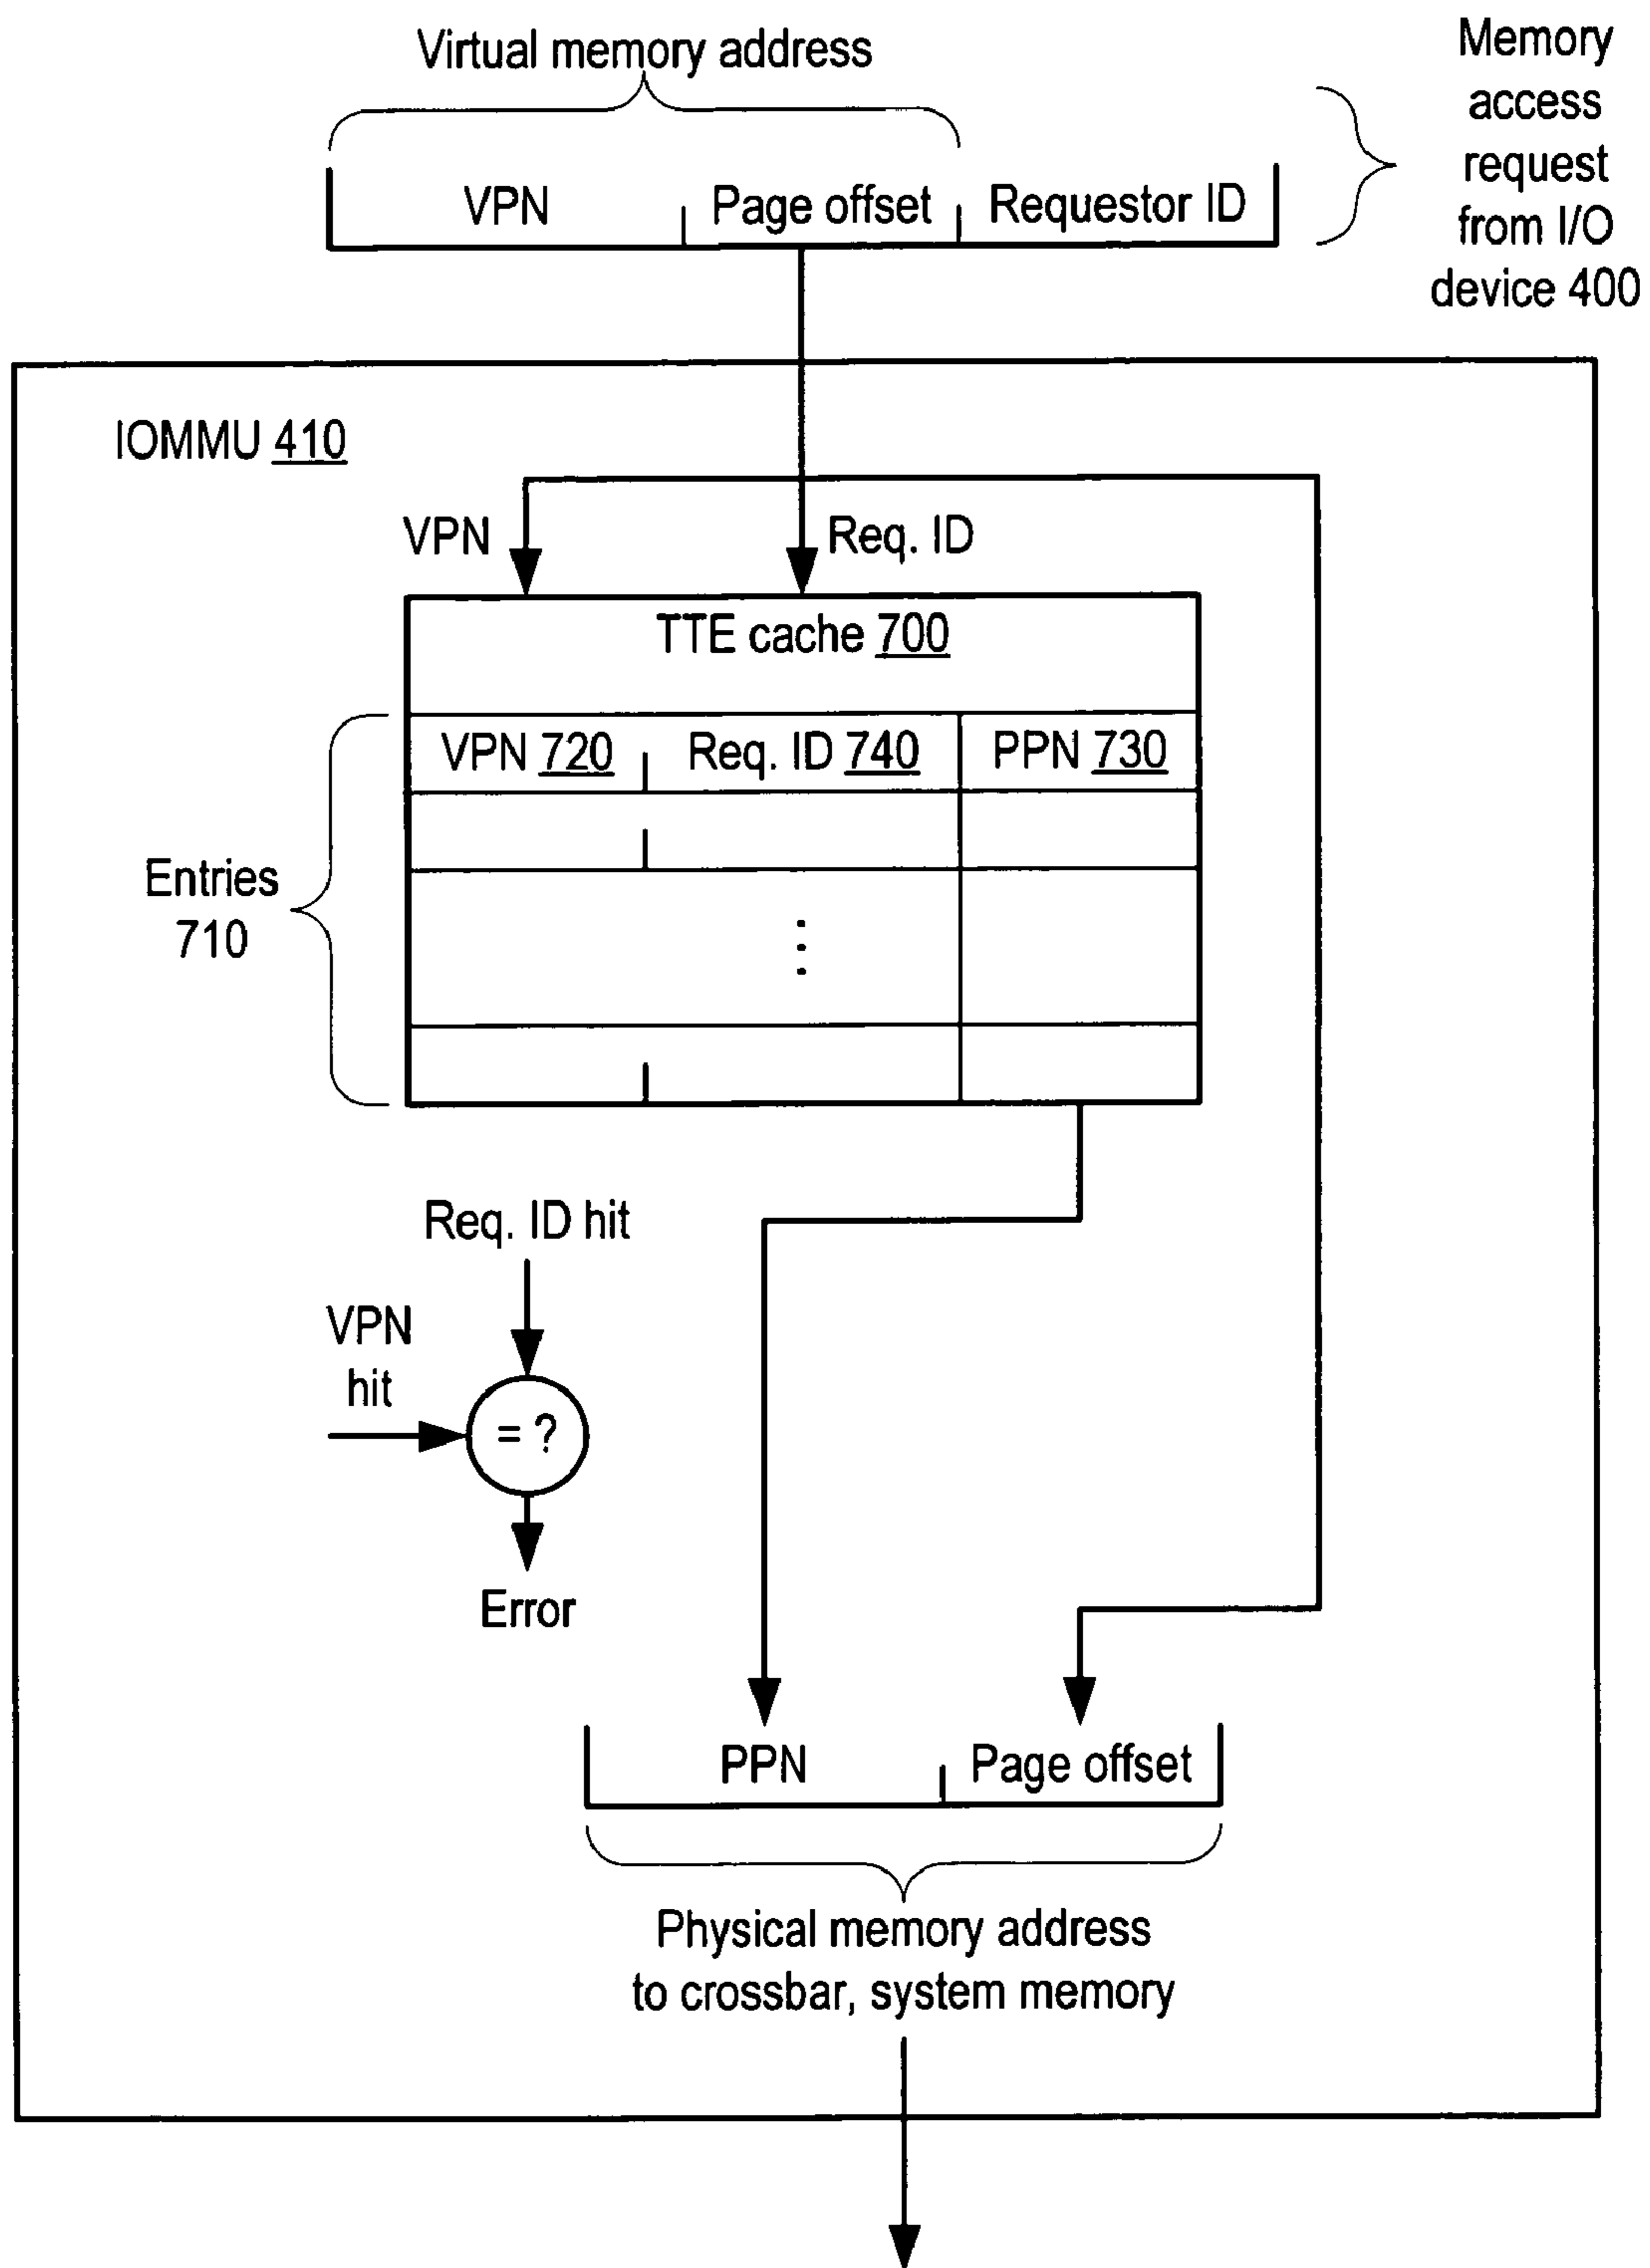 Virtual memory address
Memory
access
request
from I/O
device 400
VPN
Page offset
Requestor ID
IOMMU 410
VPN
Req. ID
TTE cache 700
VPN 720
Req. ID 740
PPN 730
⋮
Entries
710
Req. ID hit
VPN
hit
= ?
Error
PPN
Page offset
Physical memory address
to crossbar, system memory